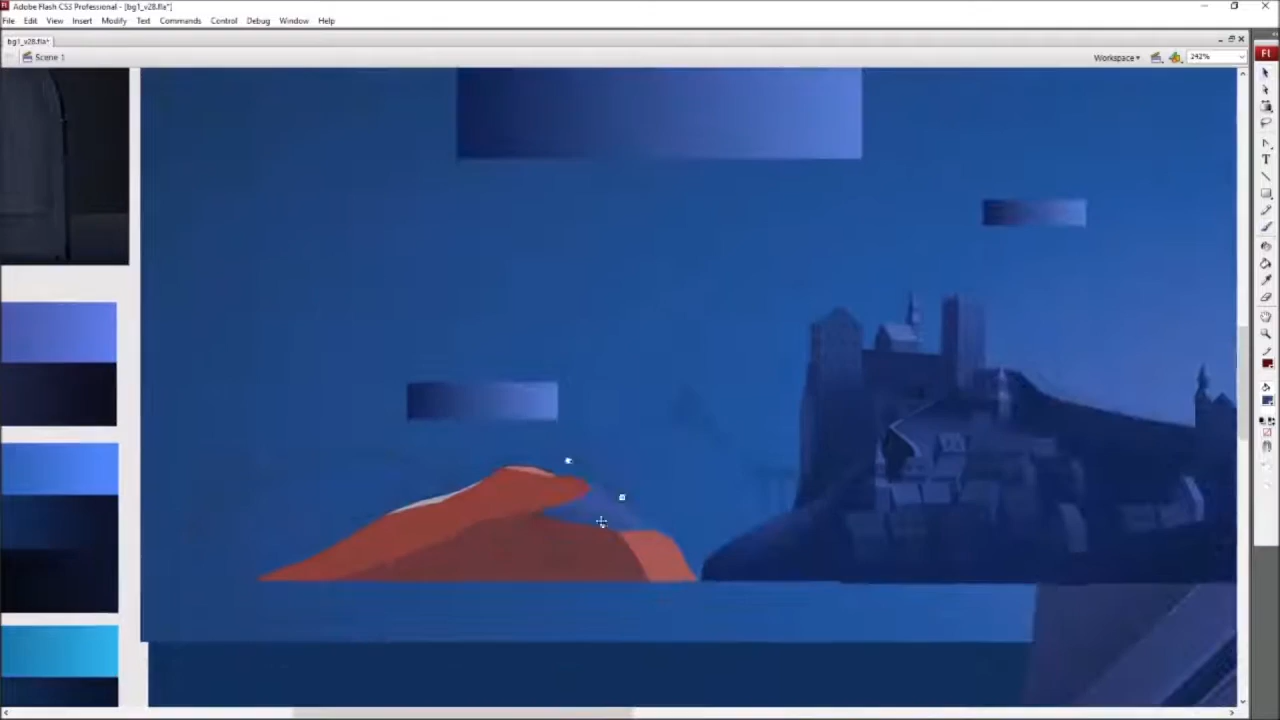 Adobe Flash CS3 Professional - [bg1_v28.fla*]
File Edit View Insert Modify Text Commands Control Debug Window Help
bg1_v28.fla*
Scene 1
Workspace
242%
Fl
T